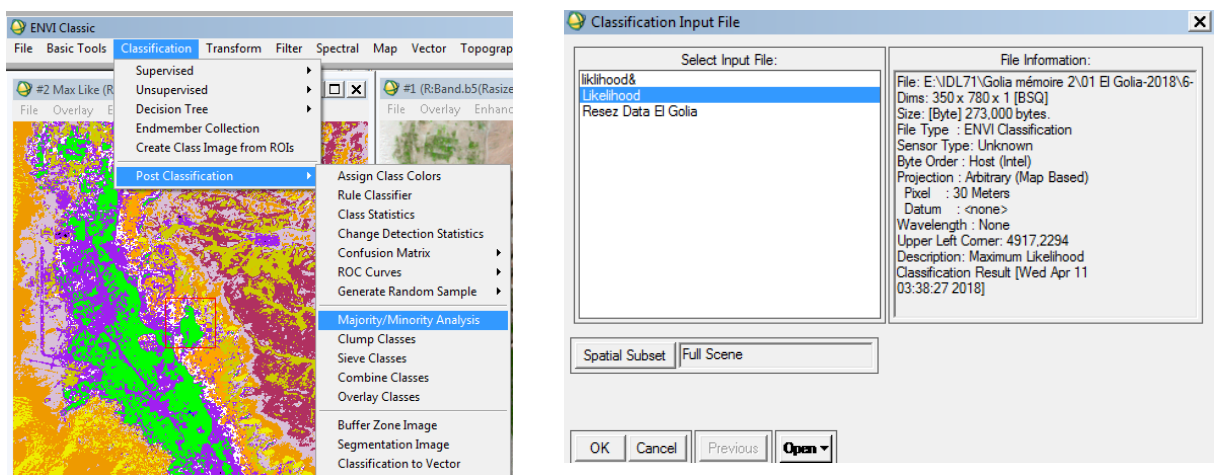 ENVI Classic
File Basic Tools Classification Transform Filter Spectral Map Vector Topograp
#2 Max Like (R
File Overlay E
#1 (R:Band.b5(Rasize
File Overlay Enhanc
Supervised
Unsupervised
Decision Tree
Endmember Collection
Create Class Image from ROIs
Post Classification
Assign Class Colors
Rule Classifier
Class Statistics
Change Detection Statistics
Confusion Matrix
ROC Curves
Generate Random Sample
Majority/Minority Analysis
Clump Classes
Sieve Classes
Combine Classes
Overlay Classes
Buffer Zone Image
Segmentation Image
Classification to Vector
Classification Input File
Select Input File:
liklihood&
Likelihood
Resez Data El Golia
File Information:
File: E:\IDL71\Golia mémoire 2\01 El Golia-2018\6-
Dims: 350 x 780 x 1 [BSQ]
Size: [Byte] 273,000 bytes.
File Type : ENVI Classification
Sensor Type: Unknown
Byte Order : Host (Intel)
Projection : Arbitrary (Map Based)
Pixel : 30 Meters
Datum : <none>
Wavelength : None
Upper Left Corner: 4917,2294
Description: Maximum Likelihood
Classification Result [Wed Apr 11
03:38:27 2018]
Spatial Subset Full Scene
OK Cancel Previous Open